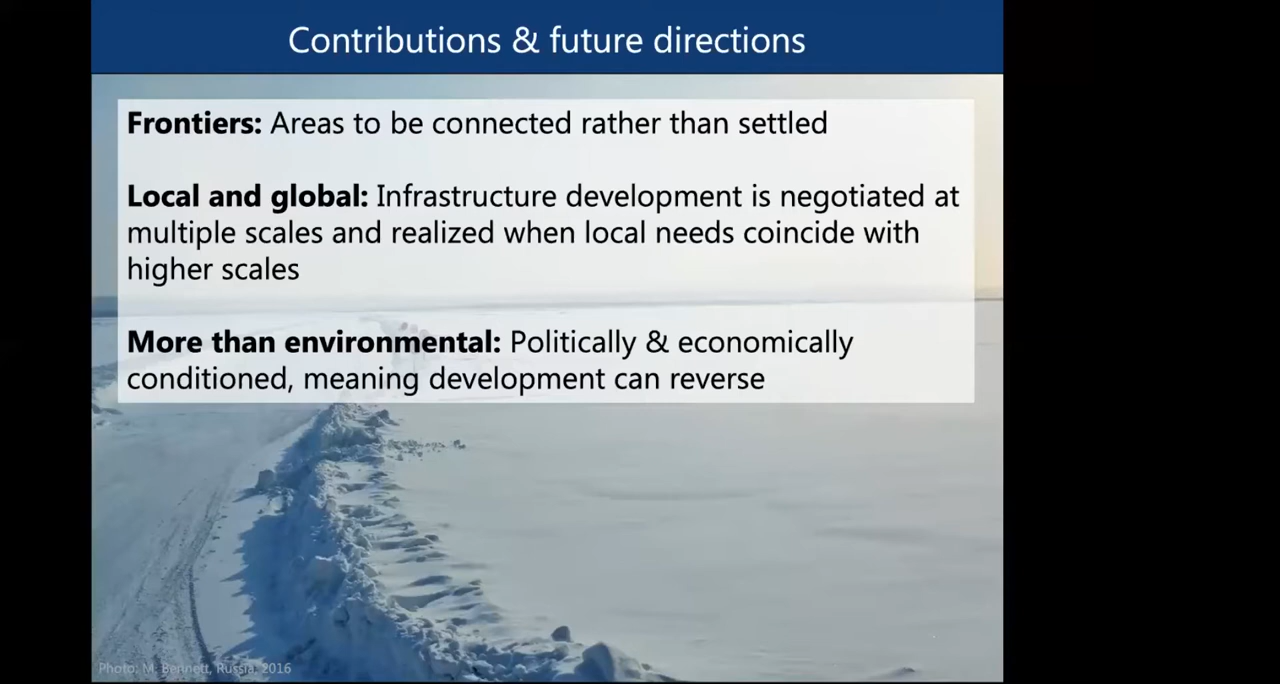 Contributions & future directions
Frontiers: Areas to be connected rather than settled
Local and global: Infrastructure development is negotiated at
multiple scales and realized when local needs coincide with
higher scales
More than environmental: Politically & economically
conditioned, meaning development can reverse
Photo: M. Bennett, Russia, 2016